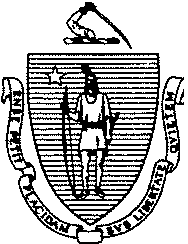 ENSE PETIT
PLACIDAM
SVB LIBERTATE
QVIETEM